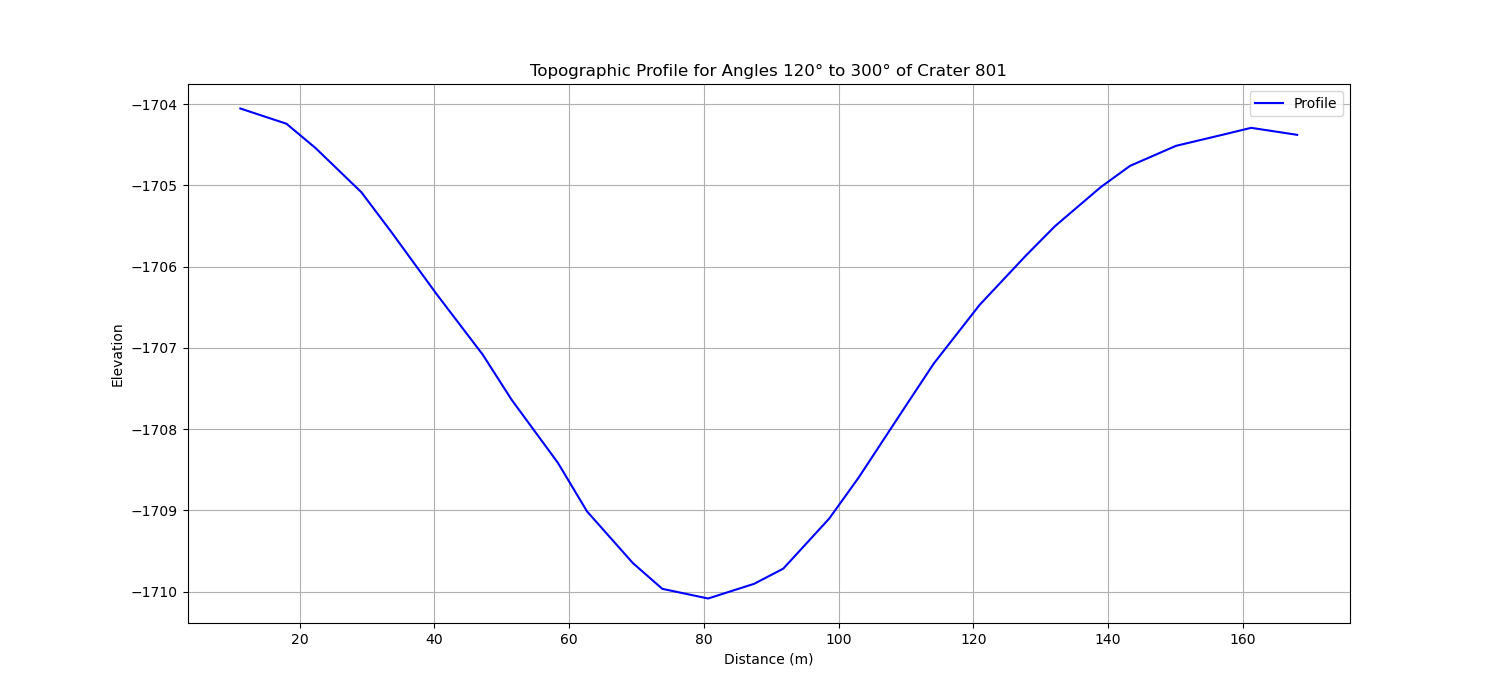 Topographic Profile for Angles 120° to 300° of Crater 801
Profile
Elevation
−1704
−1705
−1706
−1707
−1708
−1709
−1710
20 40 60 80 100 120 140 160
Distance (m)